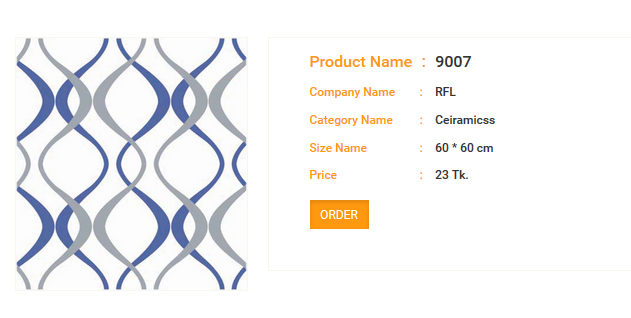 Product Name : 9007
Company Name : RFL
Category Name : Ceiramicss
Size Name : 60 * 60 cm
Price : 23 Tk.
ORDER